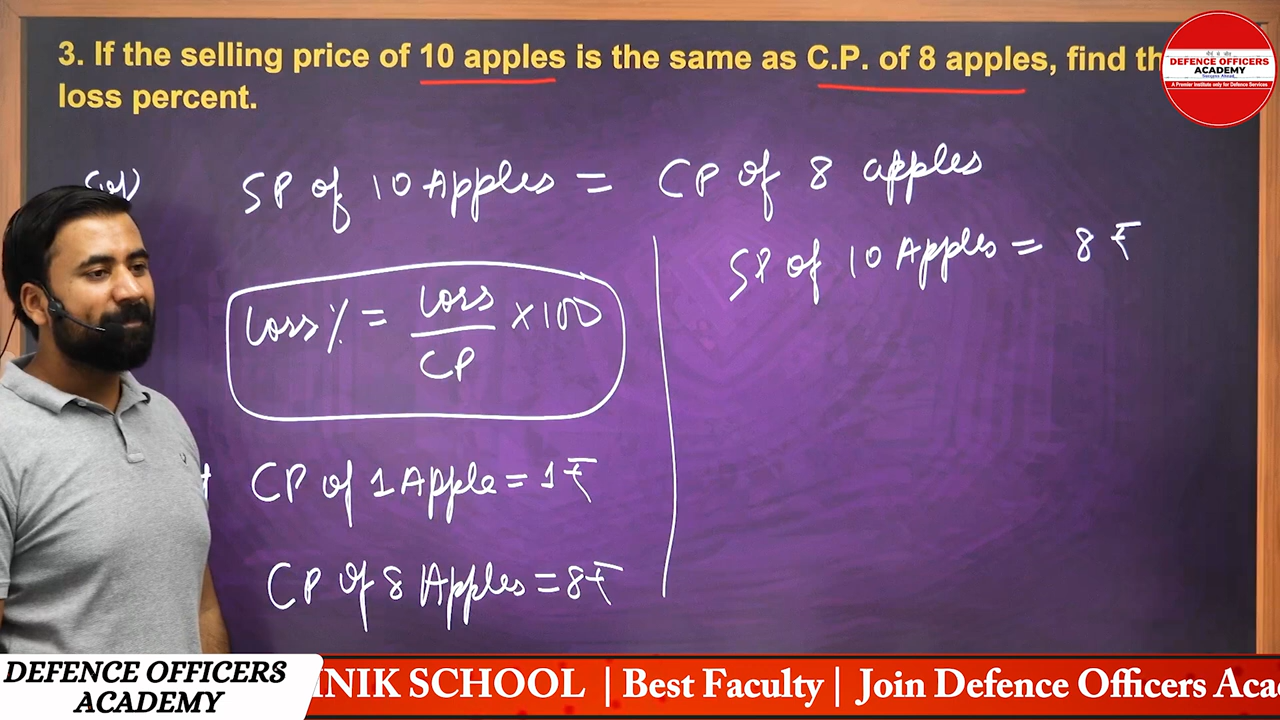 3. If the selling price of 10 apples is the same as C.P. of 8 apples, find th
loss percent.
DEFENCE OFFICERS
ACADEMY
A Premier Institute only for Defence Services
Sol)
SP of 10 Apples = CP of 8 apples
loss % = loss / CP × 100
CP of 1 Apple = 1 ₹
CP of 8 Apples = 8 ₹
SP of 10 Apples = 8 ₹
DEFENCE OFFICERS
ACADEMY
INIK SCHOOL | Best Faculty | Join Defence Officers Aca